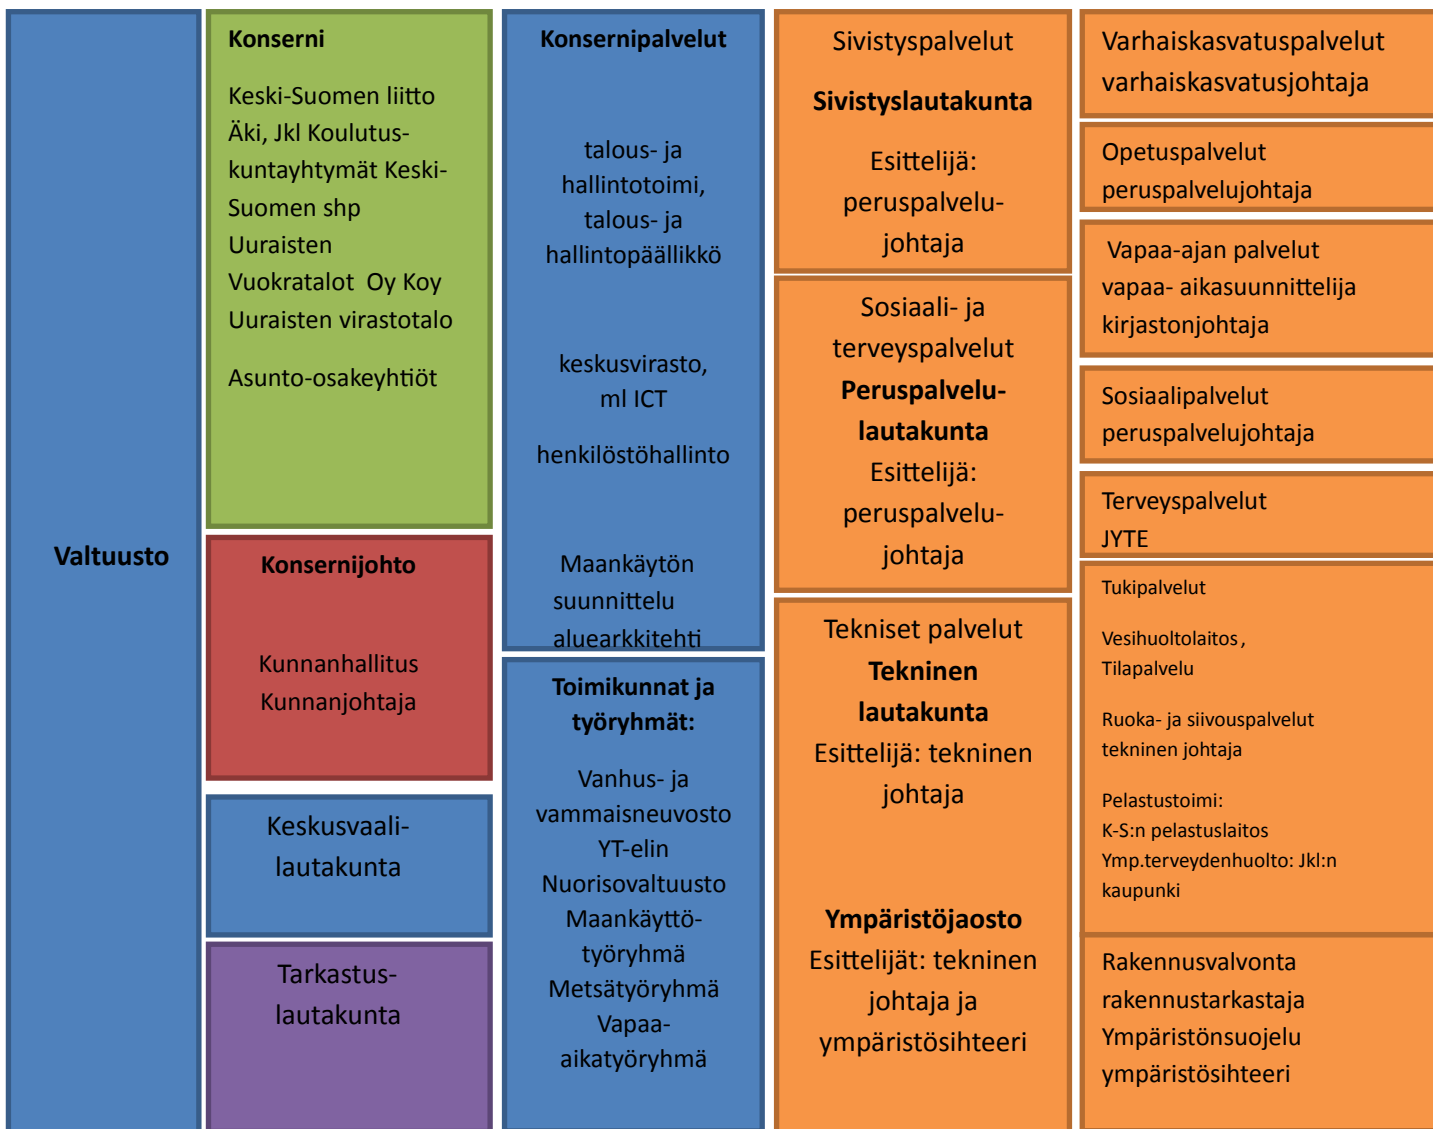 Valtuusto
Konserni
Keski-Suomen liitto
Äki, Jkl Koulutus-
kuntayhtymät Keski-
Suomen shp
Uuraisten
Vuokratalot Oy Koy
Uuraisten virastotalo
Asunto-osakeyhtiöt
Konsernijohto
Kunnanhallitus
Kunnanjohtaja
Keskusvaali-
lautakunta
Tarkastus-
lautakunta
Konsernipalvelut
talous- ja
hallintotoimi,
talous- ja
hallintopäällikkö
keskusvirasto,
ml ICT
henkilöstöhallinto
Maankäytön
suunnittelu
aluearkkitehti
Toimikunnat ja
työryhmät:
Vanhus- ja
vammaisneuvosto
YT-elin
Nuorisovaltuusto
Maankäyttö-
työryhmä
Metsätyöryhmä
Vapaa-
aikatyöryhmä
Sivistyspalvelut
Sivistyslautakunta
Esittelijä:
peruspalvelu-
johtaja
Sosiaali- ja
terveyspalvelut
Peruspalvelu-
lautakunta
Esittelijä:
peruspalvelu-
johtaja
Tekniset palvelut
Tekninen
lautakunta
Esittelijä: tekninen
johtaja
Ympäristöjaosto
Esittelijät: tekninen
johtaja ja
ympäristösihteeri
Varhaiskasvatuspalvelut
varhaiskasvatusjohtaja
Opetuspalvelut
peruspalvelujohtaja
Vapaa-ajan palvelut
vapaa- aikasuunnittelija
kirjastonjohtaja
Sosiaalipalvelut
peruspalvelujohtaja
Terveyspalvelut
JYTE
Tukipalvelut
Vesihuoltolaitos,
Tilapalvelu
Ruoka- ja siivouspalvelut
tekninen johtaja
Pelastustoimi:
K-S:n pelastuslaitos
Ymp.terveydenhuolto: Jkl:n
kaupunki
Rakennusvalvonta
rakennustarkastaja
Ympäristönsuojelu
ympäristösihteeri